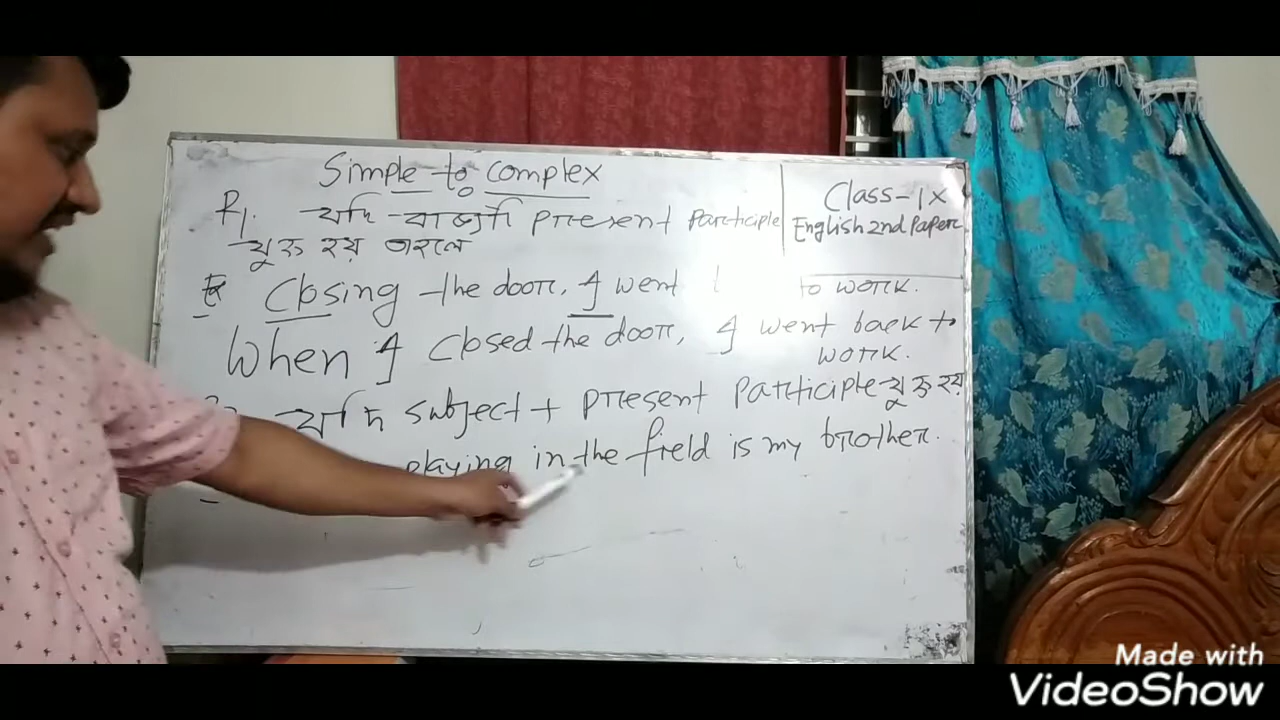 Simple to complex
R1. যদি বাক্যটি present participle
যুক্ত হয় তাহলে
Class-IX
English 2nd Paper
Ex Closing the door, I went to work.
When I closed the door, I went back to
work.
যদি subject + present participle যুক্ত হয়
playing in the field is my brother.
Made with
VideoShow